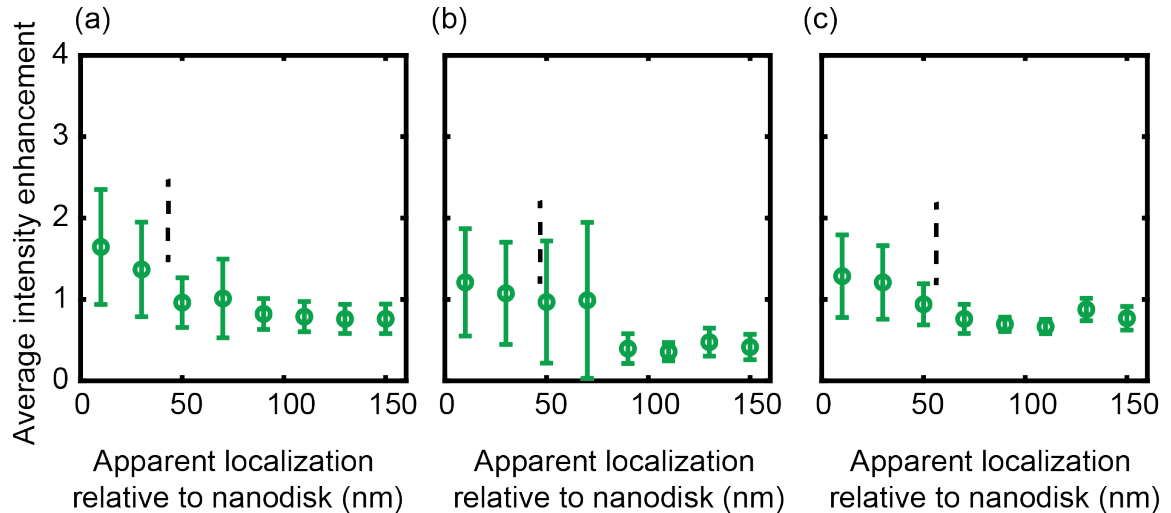 (a) (b) (c)
Average intensity enhancement
4
3
2
1
0
0 50 100 150 0 50 100 150 0 50 100 150
Apparent localization Apparent localization Apparent localization
relative to nanodisk (nm) relative to nanodisk (nm) relative to nanodisk (nm)